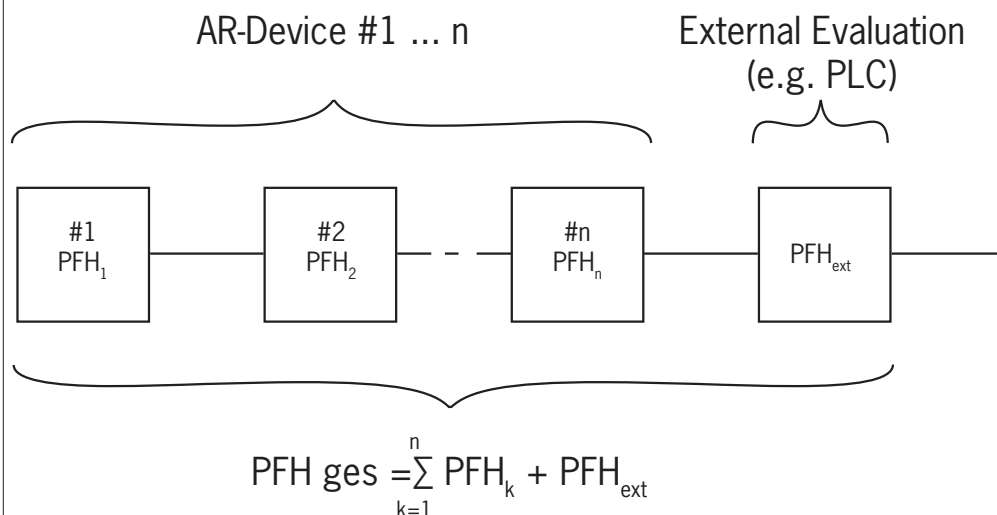 AR-Device #1 ... n
External Evaluation
(e.g. PLC)
#1
PFH₁
#2
PFH₂
#n
PFHₙ
PFHₑₓₜ
n
PFH ges =∑ PFHₖ + PFHₑₓₜ
k=1